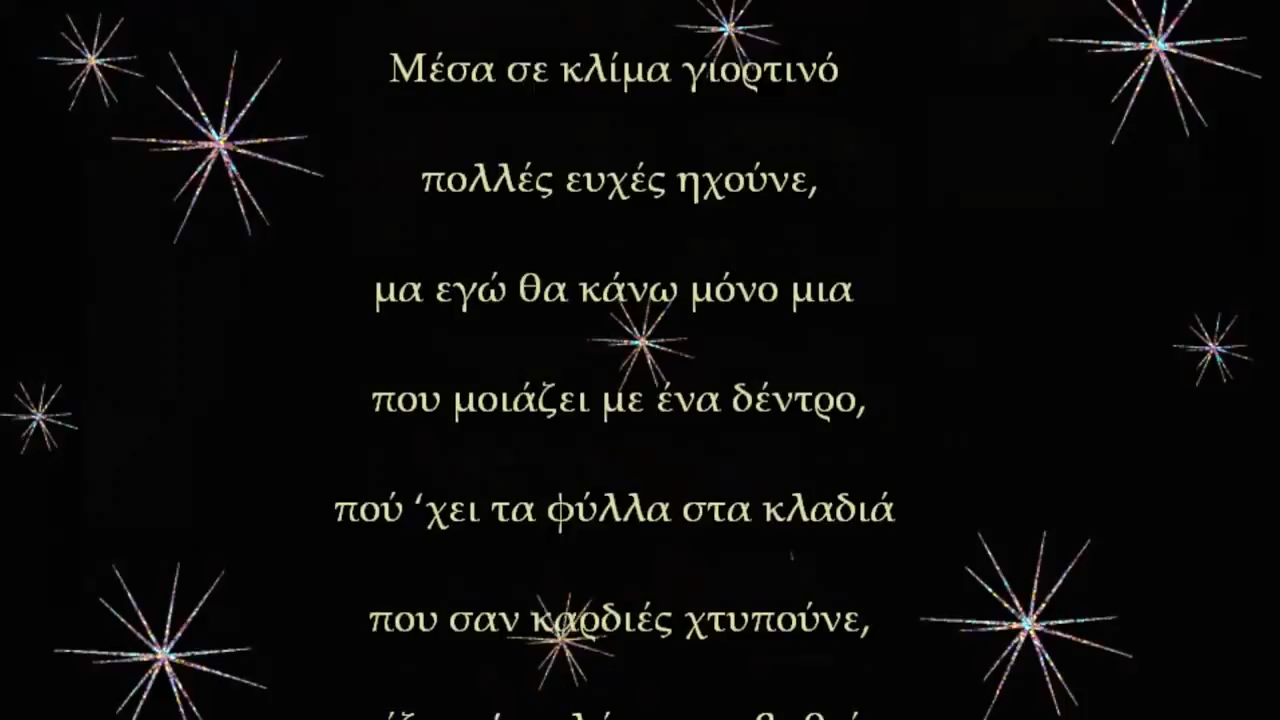 Μέσα σε κλίμα γιορτινό
πολλές ευχές ηχούνε,
μα εγώ θα κάνω μόνο μια
που μοιάζει με ένα δέντρο,
πού ‘χει τα φύλλα στα κλαδιά
που σαν καρδιές χτυπούνε,